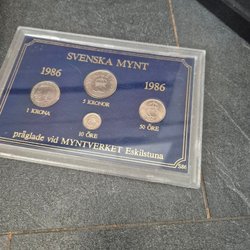 SVENSKA MYNT
1986 1986
5 KRONOR
1 KRONA 50 ÖRE
10 ÖRE
präglade vid MYNTVERKET Eskilstuna